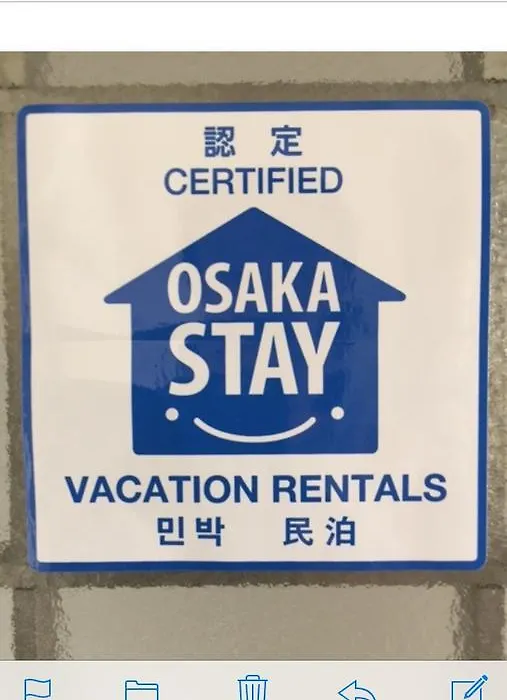 認 定
CERTIFIED
OSAKA
STAY
VACATION RENTALS
민박 民泊